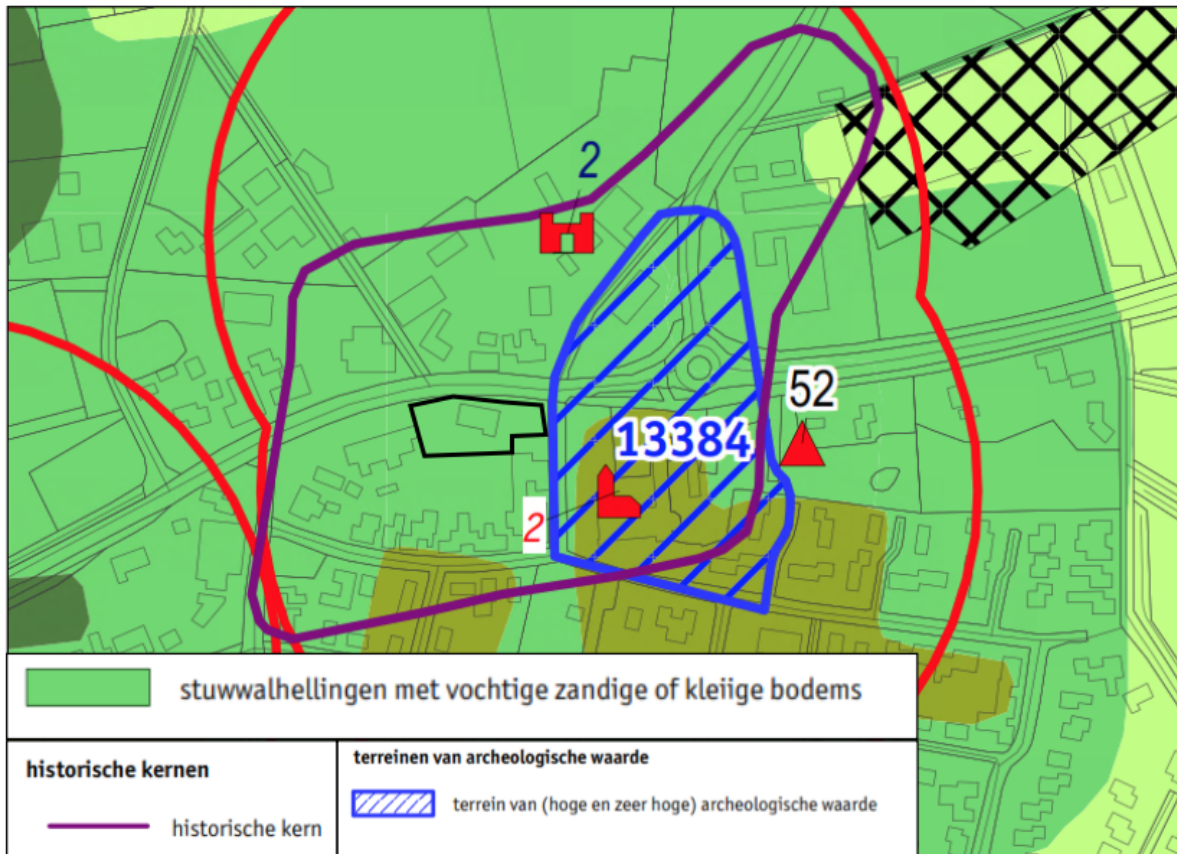 2
52
13384
2
stuwwalhellingen met vochtige zandige of kleiige bodems
historische kernen
historische kern
terreinen van archeologische waarde
terrein van (hoge en zeer hoge) archeologische waarde